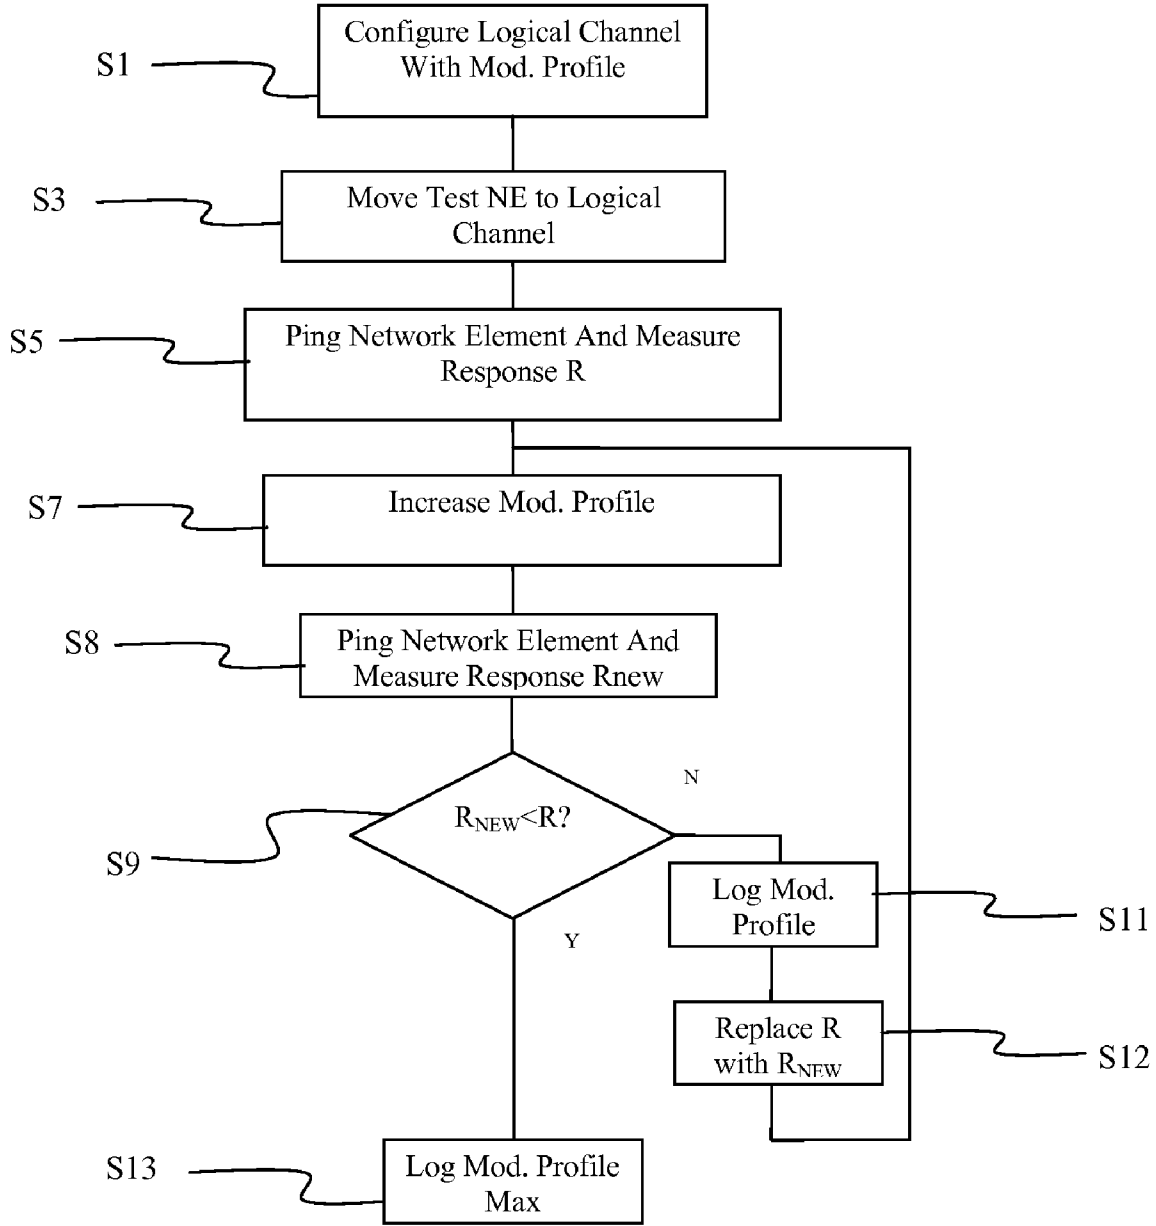 Configure Logical Channel
With Mod. Profile
S1
Move Test NE to Logical
Channel
S3
Ping Network Element And Measure
Response R
S5
Increase Mod. Profile
S7
Ping Network Element And
Measure Response Rnew
S8
N
RNEW<R?
S9
Log Mod.
Profile
S11
Y
Replace R
with RNEW
S12
Log Mod. Profile
Max
S13